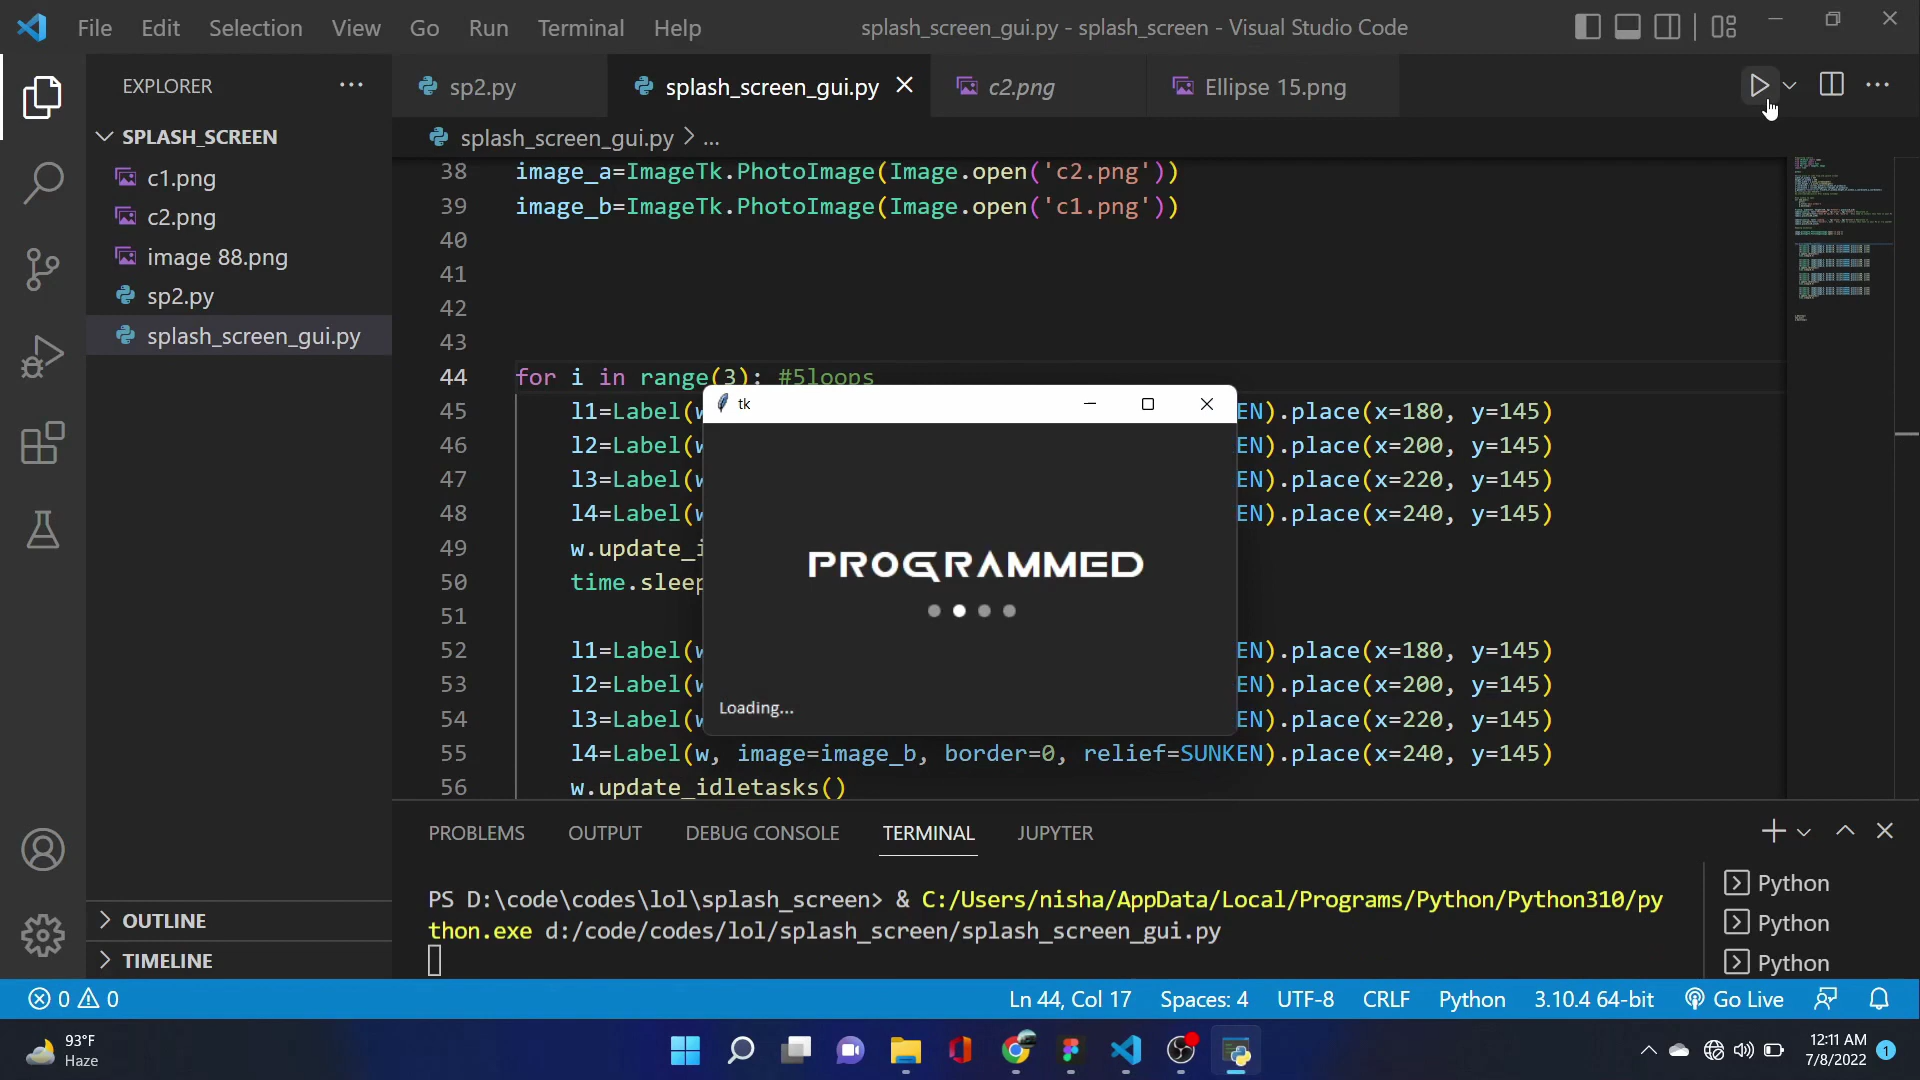 File Edit Selection View Go Run Terminal Help
splash_screen_gui.py - splash_screen - Visual Studio Code
EXPLORER
SPLASH_SCREEN
c1.png
c2.png
image 88.png
sp2.py
splash_screen_gui.py
OUTLINE
TIMELINE
sp2.py splash_screen_gui.py c2.png Ellipse 15.png
splash_screen_gui.py > ...
38 image_a=ImageTk.PhotoImage(Image.open('c2.png'))
39 image_b=ImageTk.PhotoImage(Image.open('c1.png'))
40
41
42
43
44 for i in range(3): #5loops
45 l1=Label(w EN).place(x=180, y=145)
46 l2=Label(w EN).place(x=200, y=145)
47 l3=Label(w EN).place(x=220, y=145)
48 l4=Label(w EN).place(x=240, y=145)
49 w.update_i
50 time.sleep
51
52 l1=Label(w EN).place(x=180, y=145)
53 l2=Label(w EN).place(x=200, y=145)
54 l3=Label(w EN).place(x=220, y=145)
55 l4=Label(w, image=image_b, border=0, relief=SUNKEN).place(x=240, y=145)
56 w.update_idletasks()
tk
PROGRAMMED
Loading...
PROBLEMS OUTPUT DEBUG CONSOLE TERMINAL JUPYTER
PS D:\code\codes\lol\splash_screen> & C:/Users/nisha/AppData/Local/Programs/Python/Python310/py
thon.exe d:/code/codes/lol/splash_screen/splash_screen_gui.py
Python
Python
Python
0 0 Ln 44, Col 17 Spaces: 4 UTF-8 CRLF Python 3.10.4 64-bit Go Live
93°F
Haze
12:11 AM
7/8/2022
1